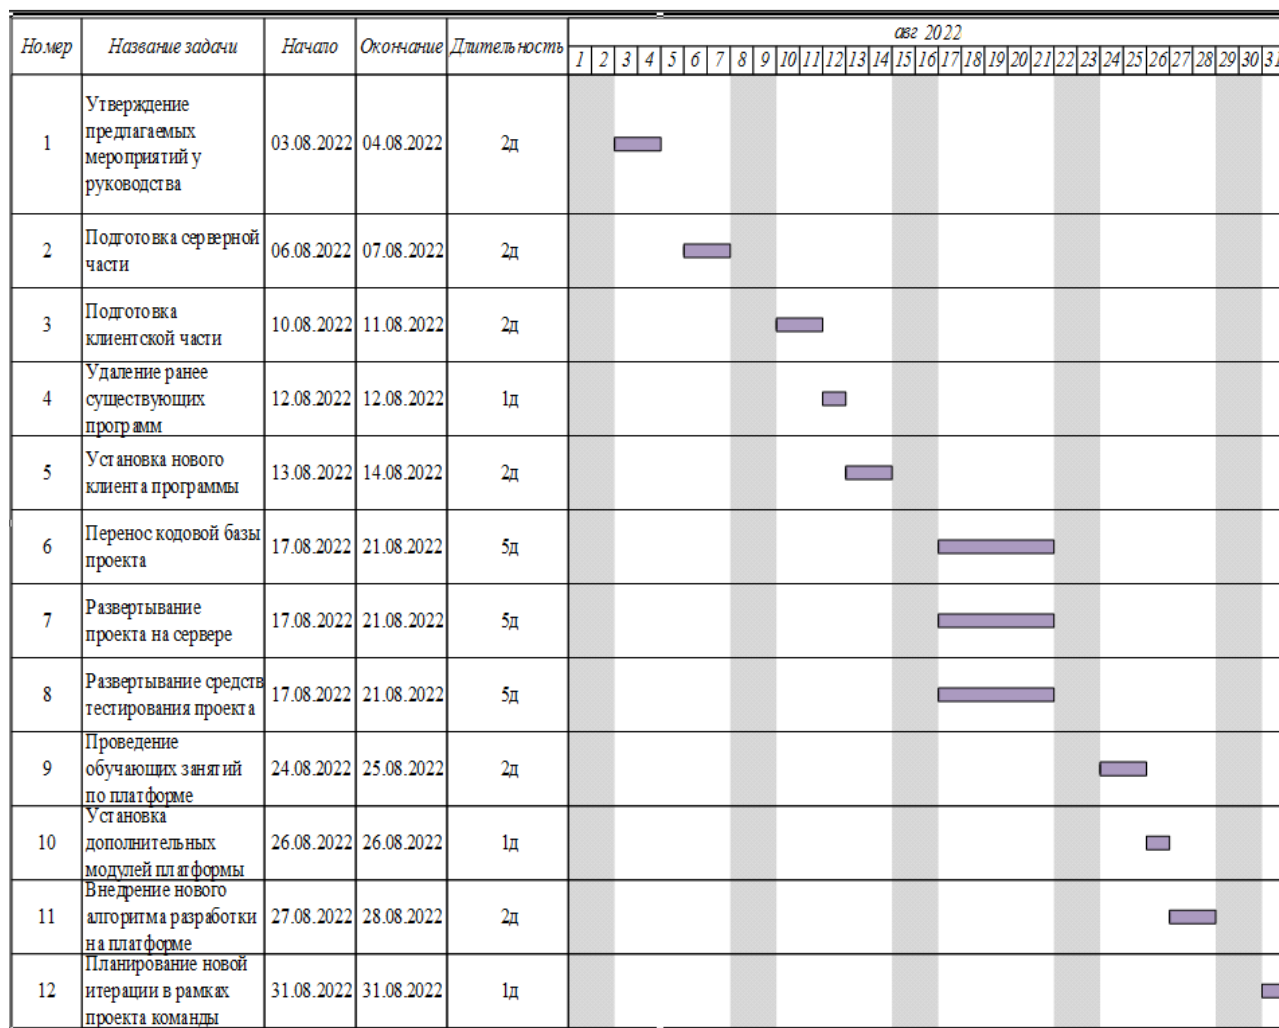 Номер Название задачи Начало Окончание Длительность
авг 2022
1 2 3 4 5 6 7 8 9 10 11 12 13 14 15 16 17 18 19 20 21 22 23 24 25 26 27 28 29 30 31
1
Утверждение
предлагаемых
мероприятий у
руководства
03.08.2022 04.08.2022 2д
2
Подготовка серверной
части
06.08.2022 07.08.2022 2д
3
Подготовка
клиентской части
10.08.2022 11.08.2022 2д
4
Удаление ранее
существующих
программ
12.08.2022 12.08.2022 1д
5
Установка нового
клиента программы
13.08.2022 14.08.2022 2д
6
Перенос кодовой базы
проекта
17.08.2022 21.08.2022 5д
7
Развертывание
проекта на сервере
17.08.2022 21.08.2022 5д
8
Развертывание средств
тестирования проекта
17.08.2022 21.08.2022 5д
9
Проведение
обучающих занятий
по платформе
24.08.2022 25.08.2022 2д
10
Установка
дополнительных
модулей платформы
26.08.2022 26.08.2022 1д
11
Внедрение нового
алгоритма разработки
на платформе
27.08.2022 28.08.2022 2д
12
Планирование новой
итерации в рамках
проекта команды
31.08.2022 31.08.2022 1д